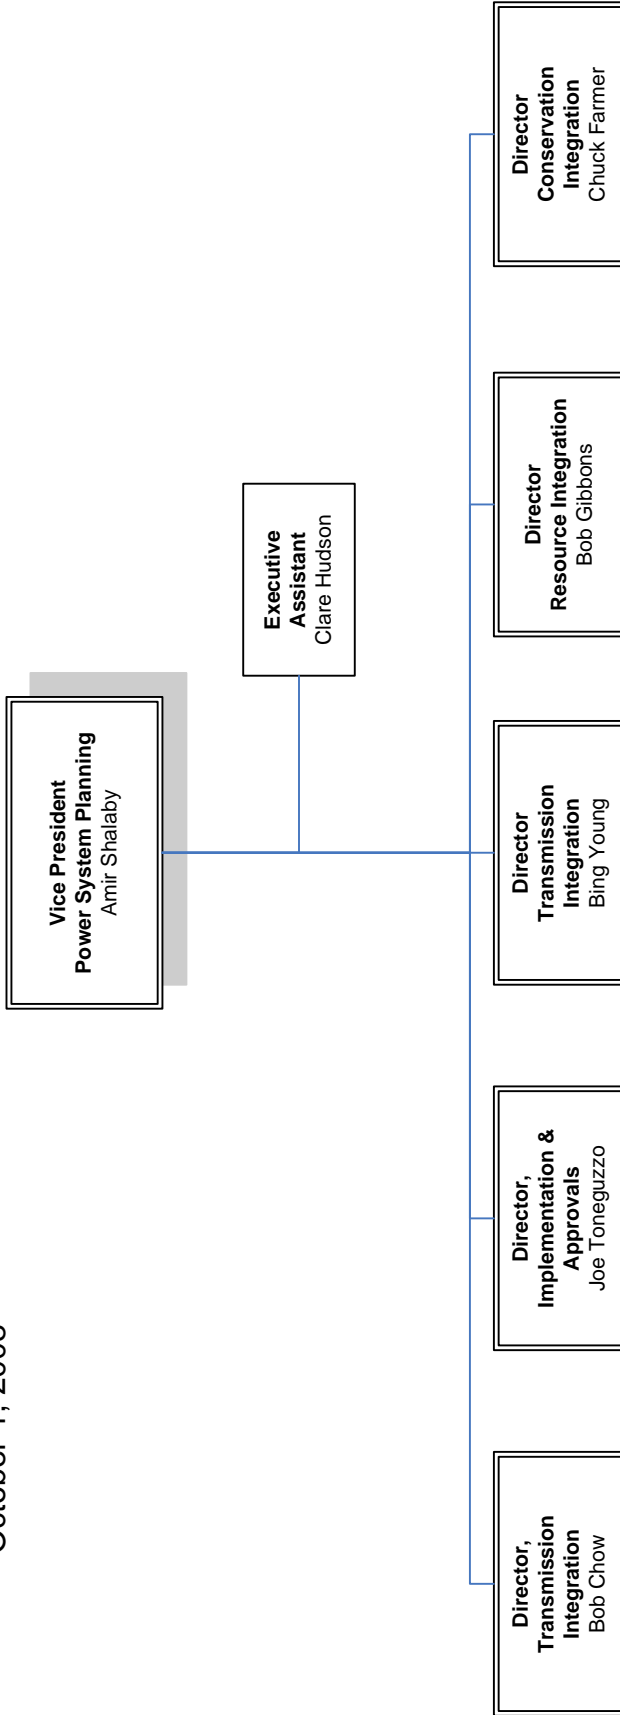 October 1,
Vice President
Power System Planning
Amir Shalaby
Executive
Assistant
Clare Hudson
Director,
Transmission
Integration
Bob Chow
Director,
Implementation &
Approvals
Joe Toneguzzo
Director
Transmission
Integration
Bing Young
Director
Resource Integration
Bob Gibbons
Director
Conservation
Integration
Chuck Farmer